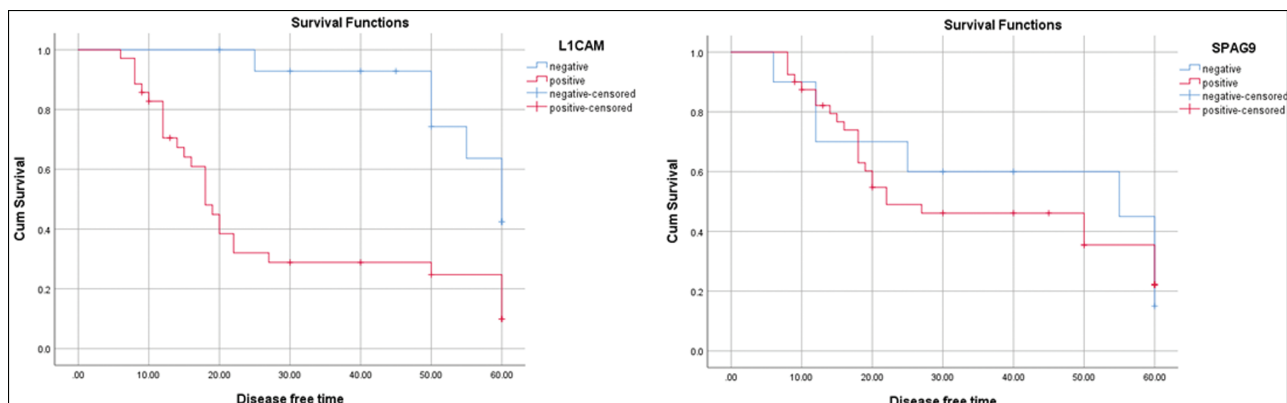 Survival Functions
L1CAM
negative
positive
negative-censored
positive-censored
Cum Survival
1.0
0.8
0.6
0.4
0.2
0.0
.00 10.00 20.00 30.00 40.00 50.00 60.00
Disease free time
Survival Functions
SPAG9
negative
positive
negative-censored
positive-censored
Cum Survival
1.0
0.8
0.6
0.4
0.2
0.0
.00 10.00 20.00 30.00 40.00 50.00 60.00
Disease free time